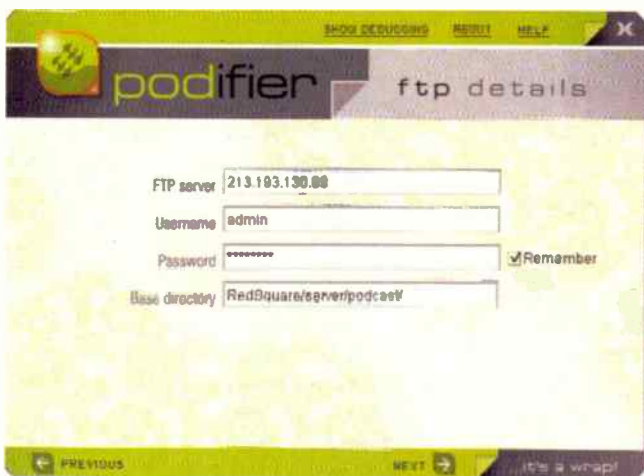 SHOW DEBUGGING ABOUT HELP X
podifier
ftp details
FTP server 213.193.130.
Username admin
Password ********
Remember
Base directory RedSquare/server/podcast/
PREVIOUS
NEXT
it's a wrap!